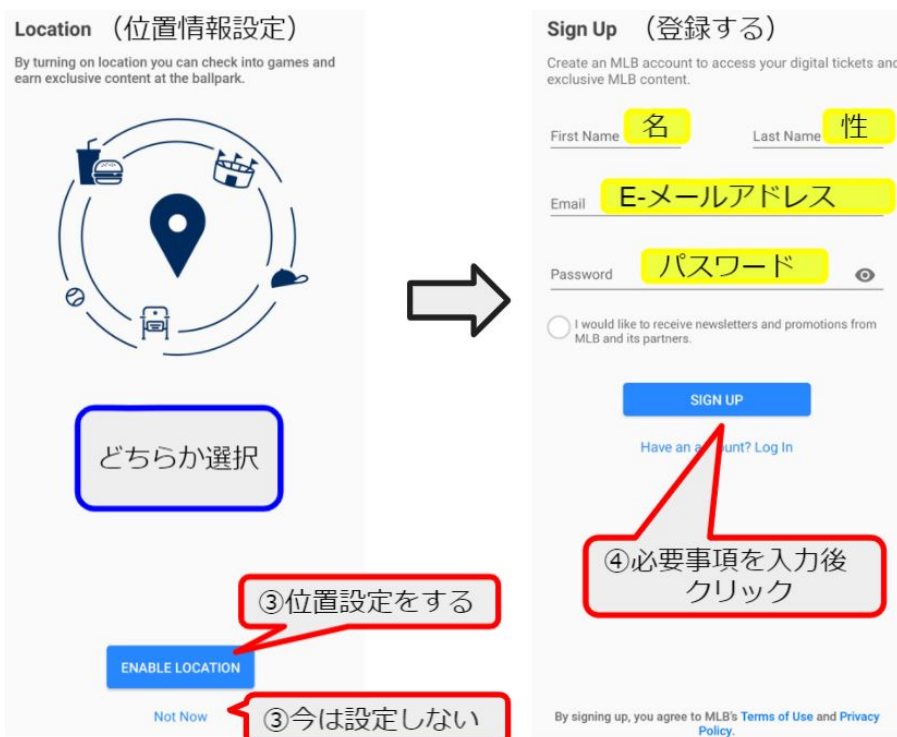 Location （位置情報設定）
By turning on location you can check into games and
earn exclusive content at the ballpark.
どちらか選択
③位置設定をする
ENABLE LOCATION
Not Now
③今は設定しない
Sign Up （登録する）
Create an MLB account to access your digital tickets and
exclusive MLB content.
First Name 名 Last Name 性
Email E-メールアドレス
Password パスワード
I would like to receive newsletters and promotions from
MLB and its partners.
SIGN UP
Have an account? Log In
④必要事項を入力後
クリック
By signing up, you agree to MLB's Terms of Use and Privacy
Policy.